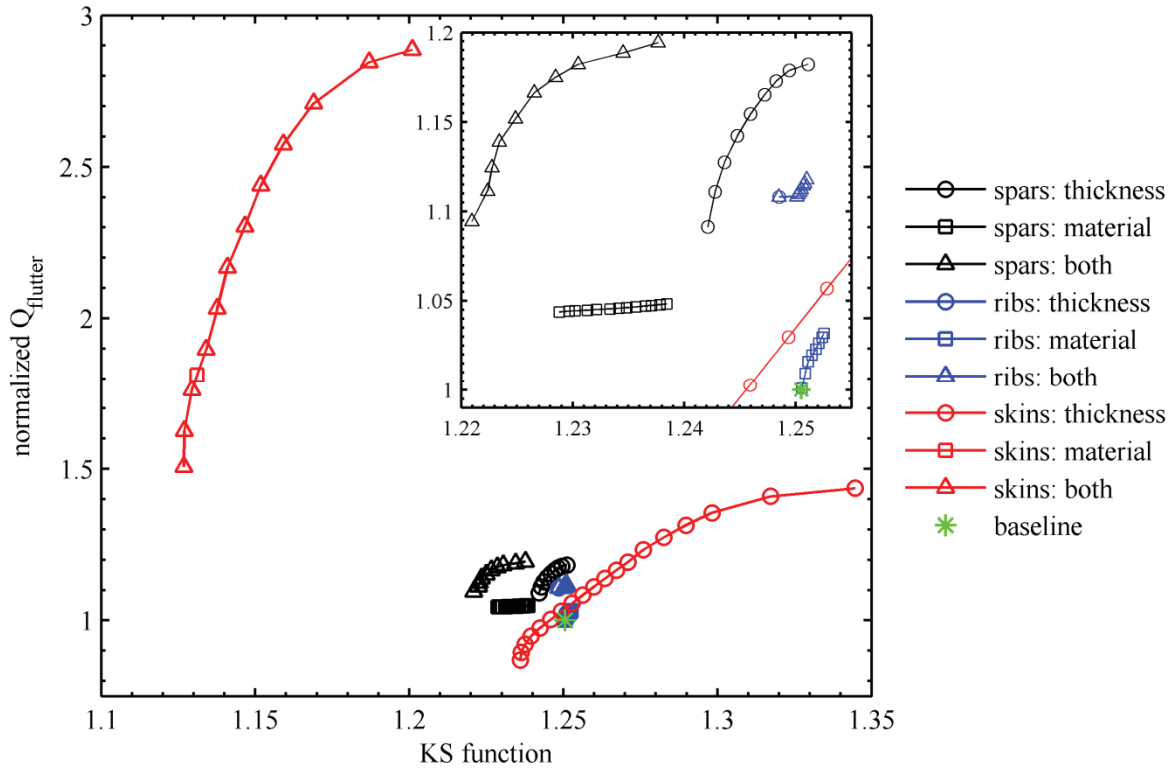 3
2.5
2
1.5
1
normalized Q_flutter
1.1 1.15 1.2 1.25 1.3 1.35
KS function
1.2
1.15
1.1
1.05
1
1.22 1.23 1.24 1.25
spars: thickness
spars: material
spars: both
ribs: thickness
ribs: material
ribs: both
skins: thickness
skins: material
skins: both
baseline